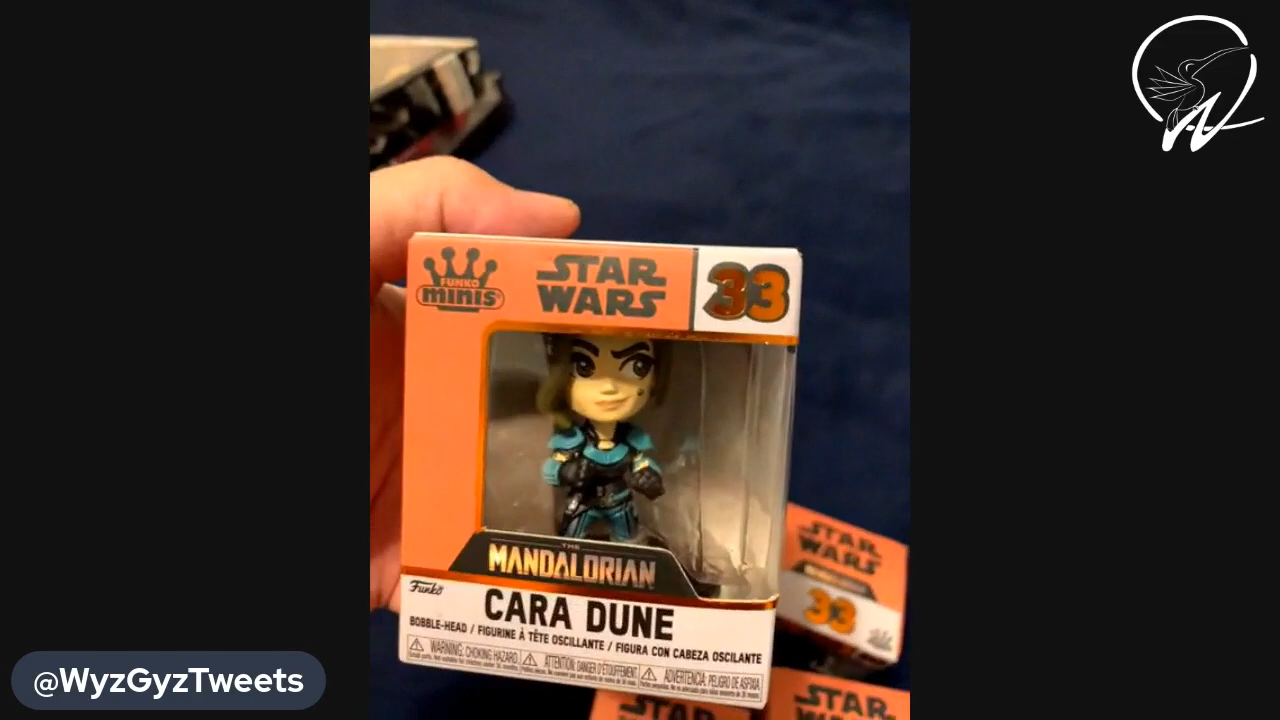 FUNKO
minis
STAR
WARS
33
THE
MANDALORIAN
Funko
CARA DUNE
BOBBLE-HEAD / FIGURINE À TÊTE OSCILLANTE / FIGURA CON CABEZA OSCILANTE
WARNING: CHOKING HAZARD.
ATTENTION: DANGER D'ÉTOUFFEMENT.
ADVERTENCIA: PELIGRO DE ASFIXIA.
STAR
WARS
33
STAR
STAR
WARS
@WyzGyzTweets